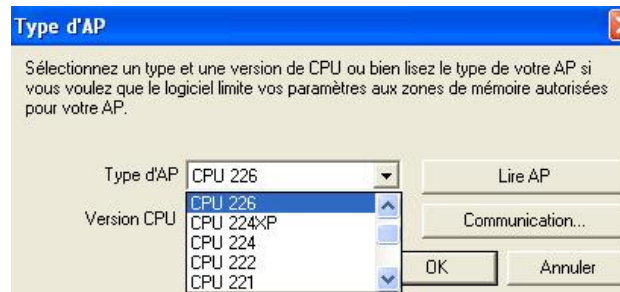 Type d'AP
Sélectionnez un type et une version de CPU ou bien lisez le type de votre AP si
vous voulez que le logiciel limite vos paramètres aux zones de mémoire autorisées
pour votre AP.
Type d'AP CPU 226 Lire AP
CPU 226
Version CPU CPU 224XP Communication...
CPU 224
CPU 222 OK Annuler
CPU 221